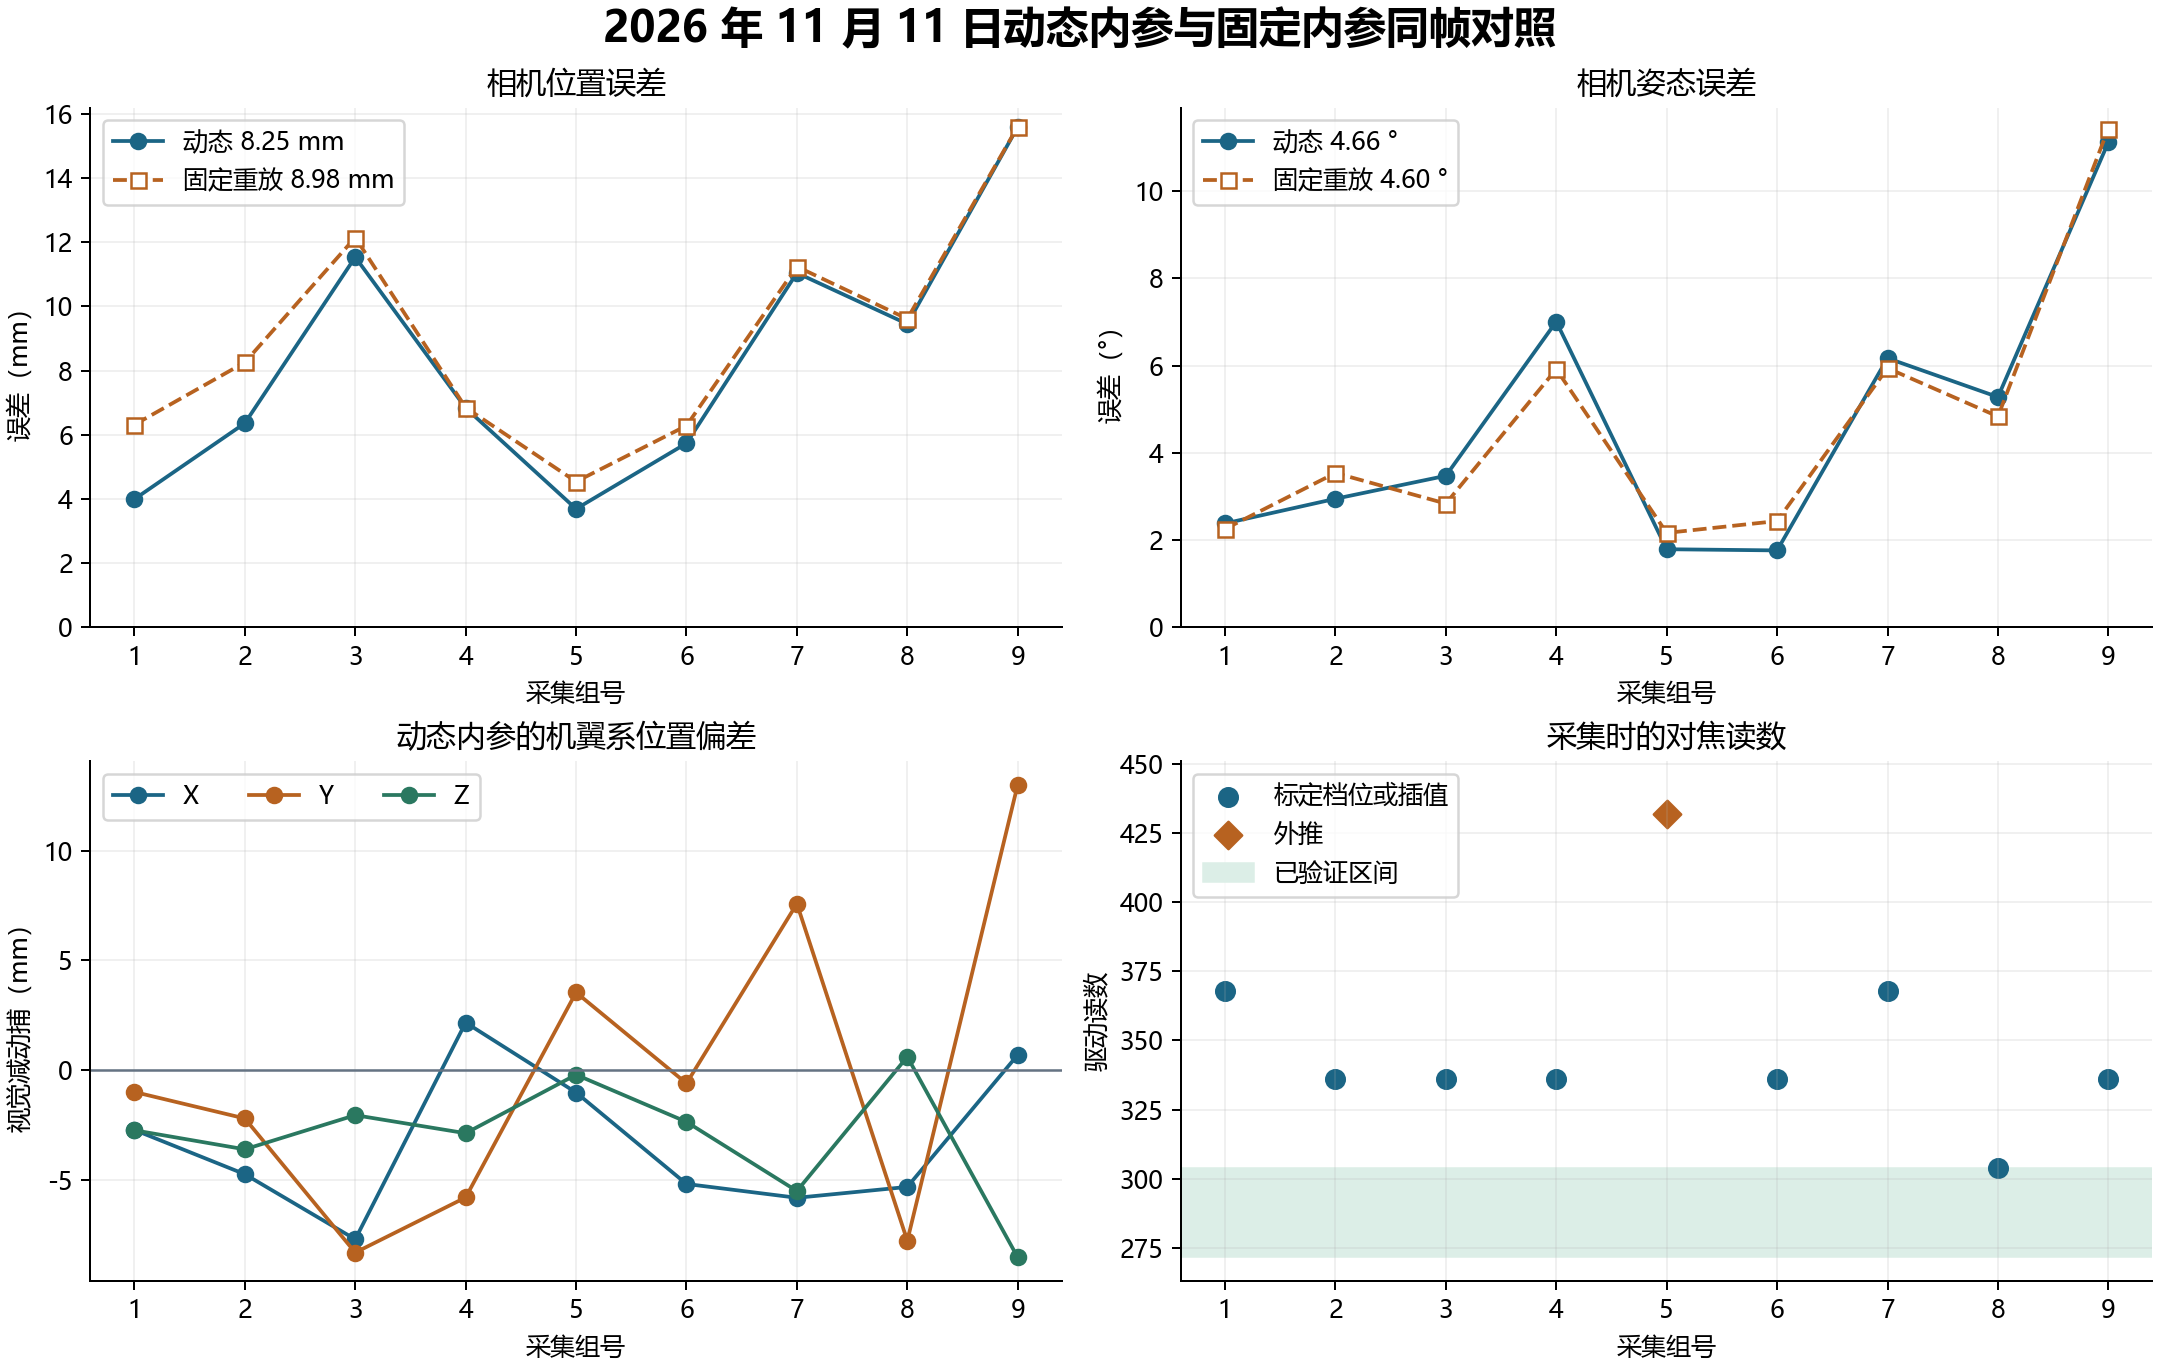 2026 年 11 月 11 日动态内参与固定内参同帧对照
相机位置误差
16
14
12
10
8
6
4
2
0
误差（mm）
动态 8.25 mm
固定重放 8.98 mm
1 2 3 4 5 6 7 8 9
采集组号
相机姿态误差
10
8
6
4
2
0
误差（°）
动态 4.66 °
固定重放 4.60 °
1 2 3 4 5 6 7 8 9
采集组号
动态内参的机翼系位置偏差
10
5
0
-5
视觉减动捕（mm）
X Y Z
1 2 3 4 5 6 7 8 9
采集组号
采集时的对焦读数
450
425
400
375
350
325
300
275
驱动读数
标定档位或插值
外推
已验证区间
1 2 3 4 5 6 7 8 9
采集组号